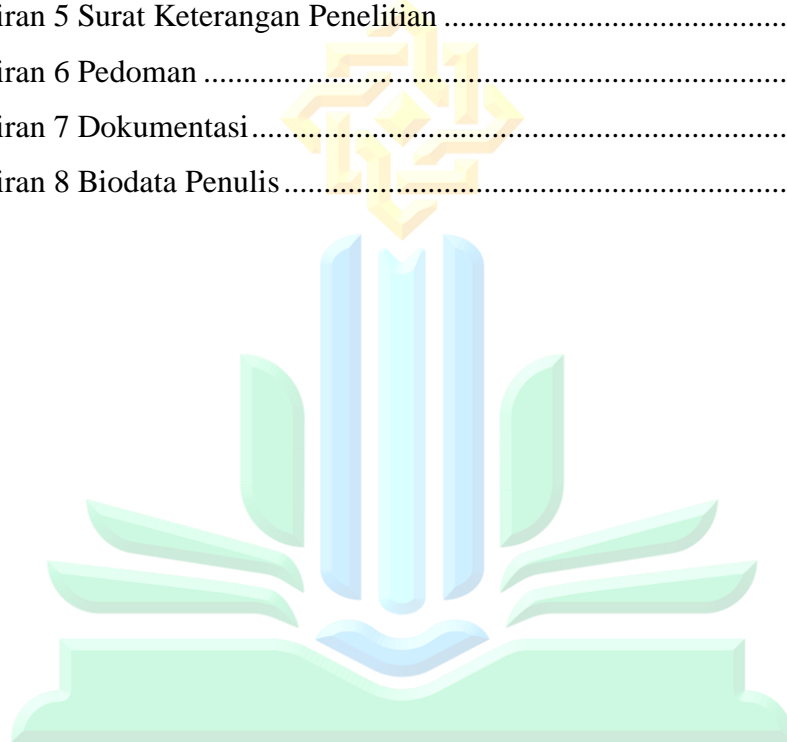 iran 5 Surat Keterangan Penelitian ..........................................
iran 6 Pedoman ........................................................................
iran 7 Dokumentasi..................................................................
iran 8 Biodata Penulis..............................................................